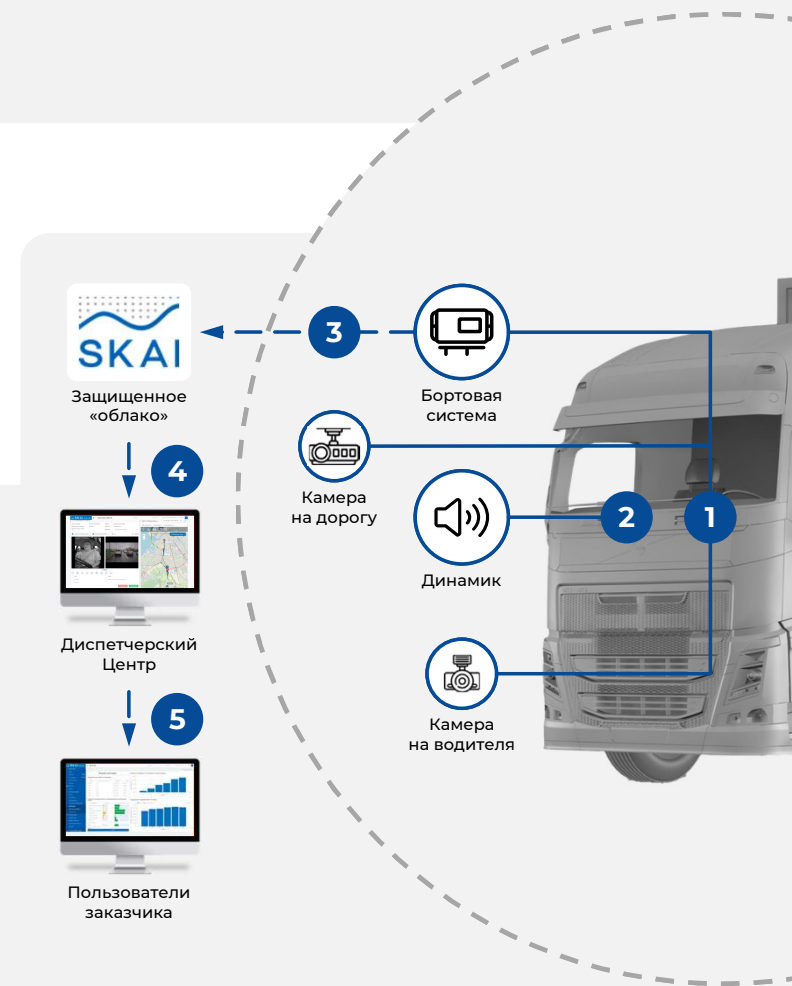 SKAI
Защищенное
«облако»
3
Бортовая
система
Камера
на дорогу
4
2
1
Динамик
Диспетчерский
Центр
5
Камера
на водителя
Пользователи
заказчика